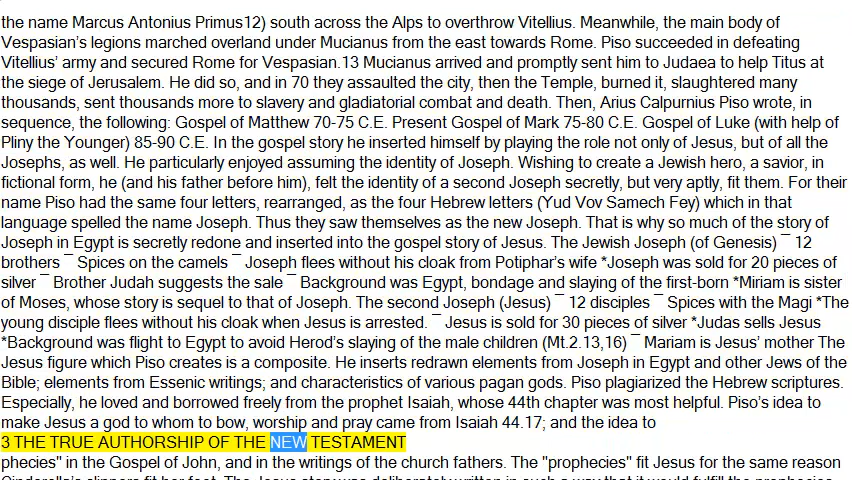 the name Marcus Antonius Primus12) south across the Alps to overthrow Vitellius. Meanwhile, the main body of
Vespasian’s legions marched overland under Mucianus from the east towards Rome. Piso succeeded in defeating
Vitellius’ army and secured Rome for Vespasian.13 Mucianus arrived and promptly sent him to Judaea to help Titus at
the siege of Jerusalem. He did so, and in 70 they assaulted the city, then the Temple, burned it, slaughtered many
thousands, sent thousands more to slavery and gladiatorial combat and death. Then, Arius Calpurnius Piso wrote, in
sequence, the following: Gospel of Matthew 70-75 C.E. Present Gospel of Mark 75-80 C.E. Gospel of Luke (with help of
Pliny the Younger) 85-90 C.E. In the gospel story he inserted himself by playing the role not only of Jesus, but of all the
Josephs, as well. He particularly enjoyed assuming the identity of Joseph. Wishing to create a Jewish hero, a savior, in
fictional form, he (and his father before him), felt the identity of a second Joseph secretly, but very aptly, fit them. For their
name Piso had the same four letters, rearranged, as the four Hebrew letters (Yud Vov Samech Fey) which in that
language spelled the name Joseph. Thus they saw themselves as the new Joseph. That is why so much of the story of
Joseph in Egypt is secretly redone and inserted into the gospel story of Jesus. The Jewish Joseph (of Genesis) ¯ 12
brothers ¯ Spices on the camels ¯ Joseph flees without his cloak from Potiphar’s wife *Joseph was sold for 20 pieces of
silver ¯ Brother Judah suggests the sale ¯ Background was Egypt, bondage and slaying of the first-born *Miriam is sister
of Moses, whose story is sequel to that of Joseph. The second Joseph (Jesus) ¯ 12 disciples ¯ Spices with the Magi *The
young disciple flees without his cloak when Jesus is arrested. ¯ Jesus is sold for 30 pieces of silver *Judas sells Jesus
*Background was flight to Egypt to avoid Herod’s slaying of the male children (Mt.2.13,16) ¯ Mariam is Jesus’ mother The
Jesus figure which Piso creates is a composite. He inserts redrawn elements from Joseph in Egypt and other Jews of the
Bible; elements from Essenic writings; and characteristics of various pagan gods. Piso plagiarized the Hebrew scriptures.
Especially, he loved and borrowed freely from the prophet Isaiah, whose 44th chapter was most helpful. Piso’s idea to
make Jesus a god to whom to bow, worship and pray came from Isaiah 44.17; and the idea to
3 THE TRUE AUTHORSHIP OF THE NEW TESTAMENT
phecies" in the Gospel of John, and in the writings of the church fathers. The "prophecies" fit Jesus for the same reason
Cinderella’s slippers fit her feet. The Jesus story was deliberately written in such a way that it would fulfill the prophecies